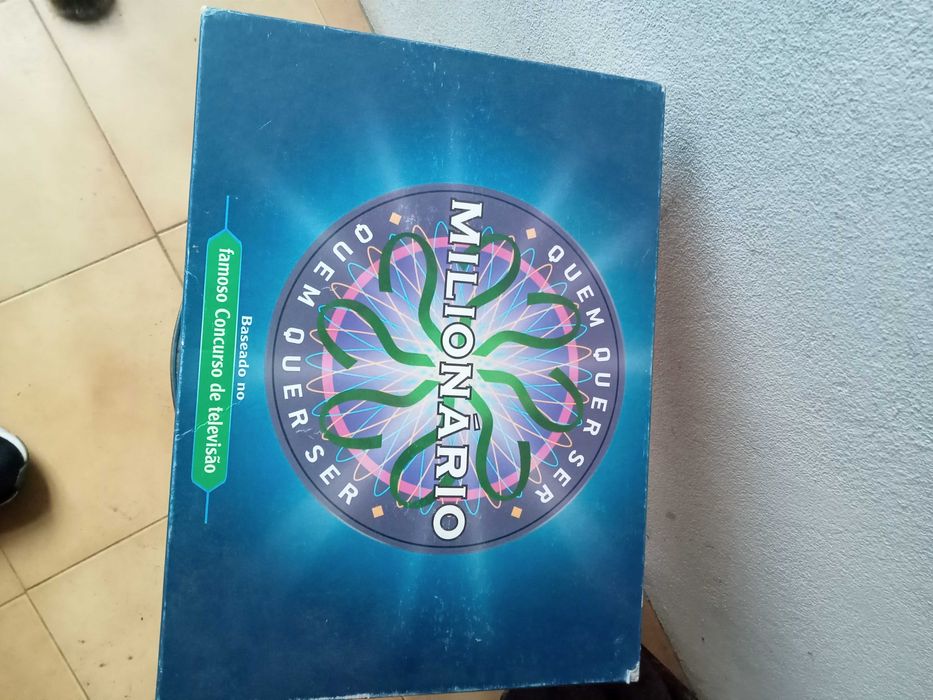 QUEM QUER SER
MILIONÁRIO
QUEM QUER SER
Baseado no
famoso Concurso de televisão